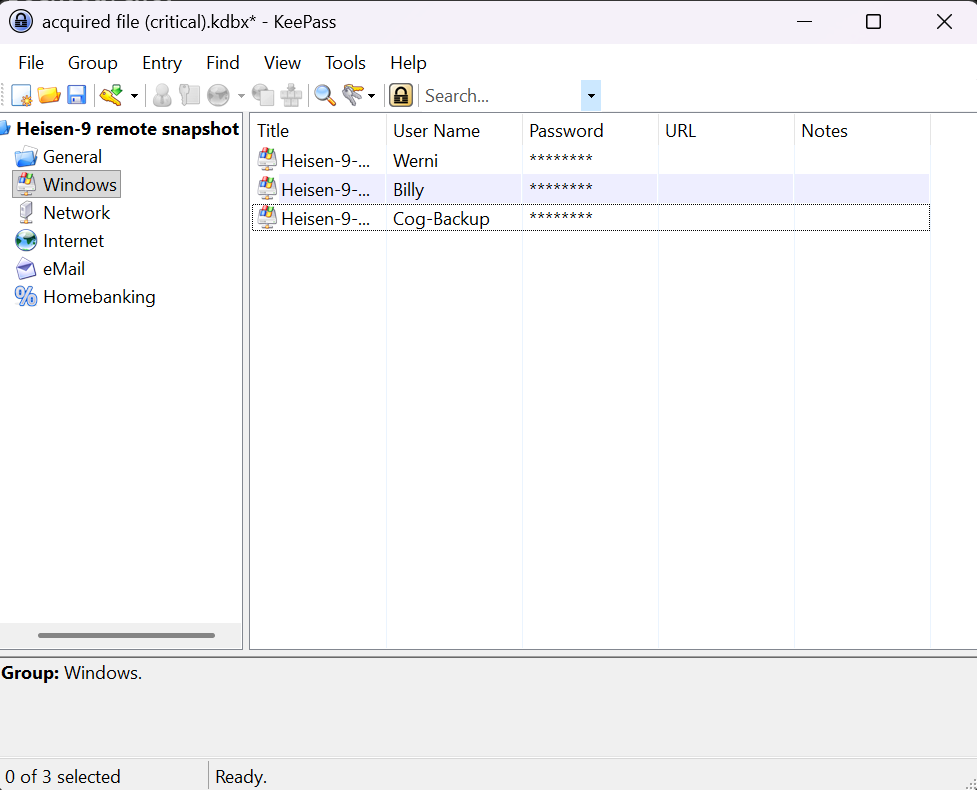 acquired file (critical).kdbx* - KeePass
File Group Entry Find View Tools Help
Search...
Heisen-9 remote snapshot
General
Windows
Network
Internet
eMail
Homebanking
Title User Name Password URL Notes
Heisen-9-... Werni ********
Heisen-9-... Billy ********
Heisen-9-... Cog-Backup ********
Group: Windows.
0 of 3 selected Ready.